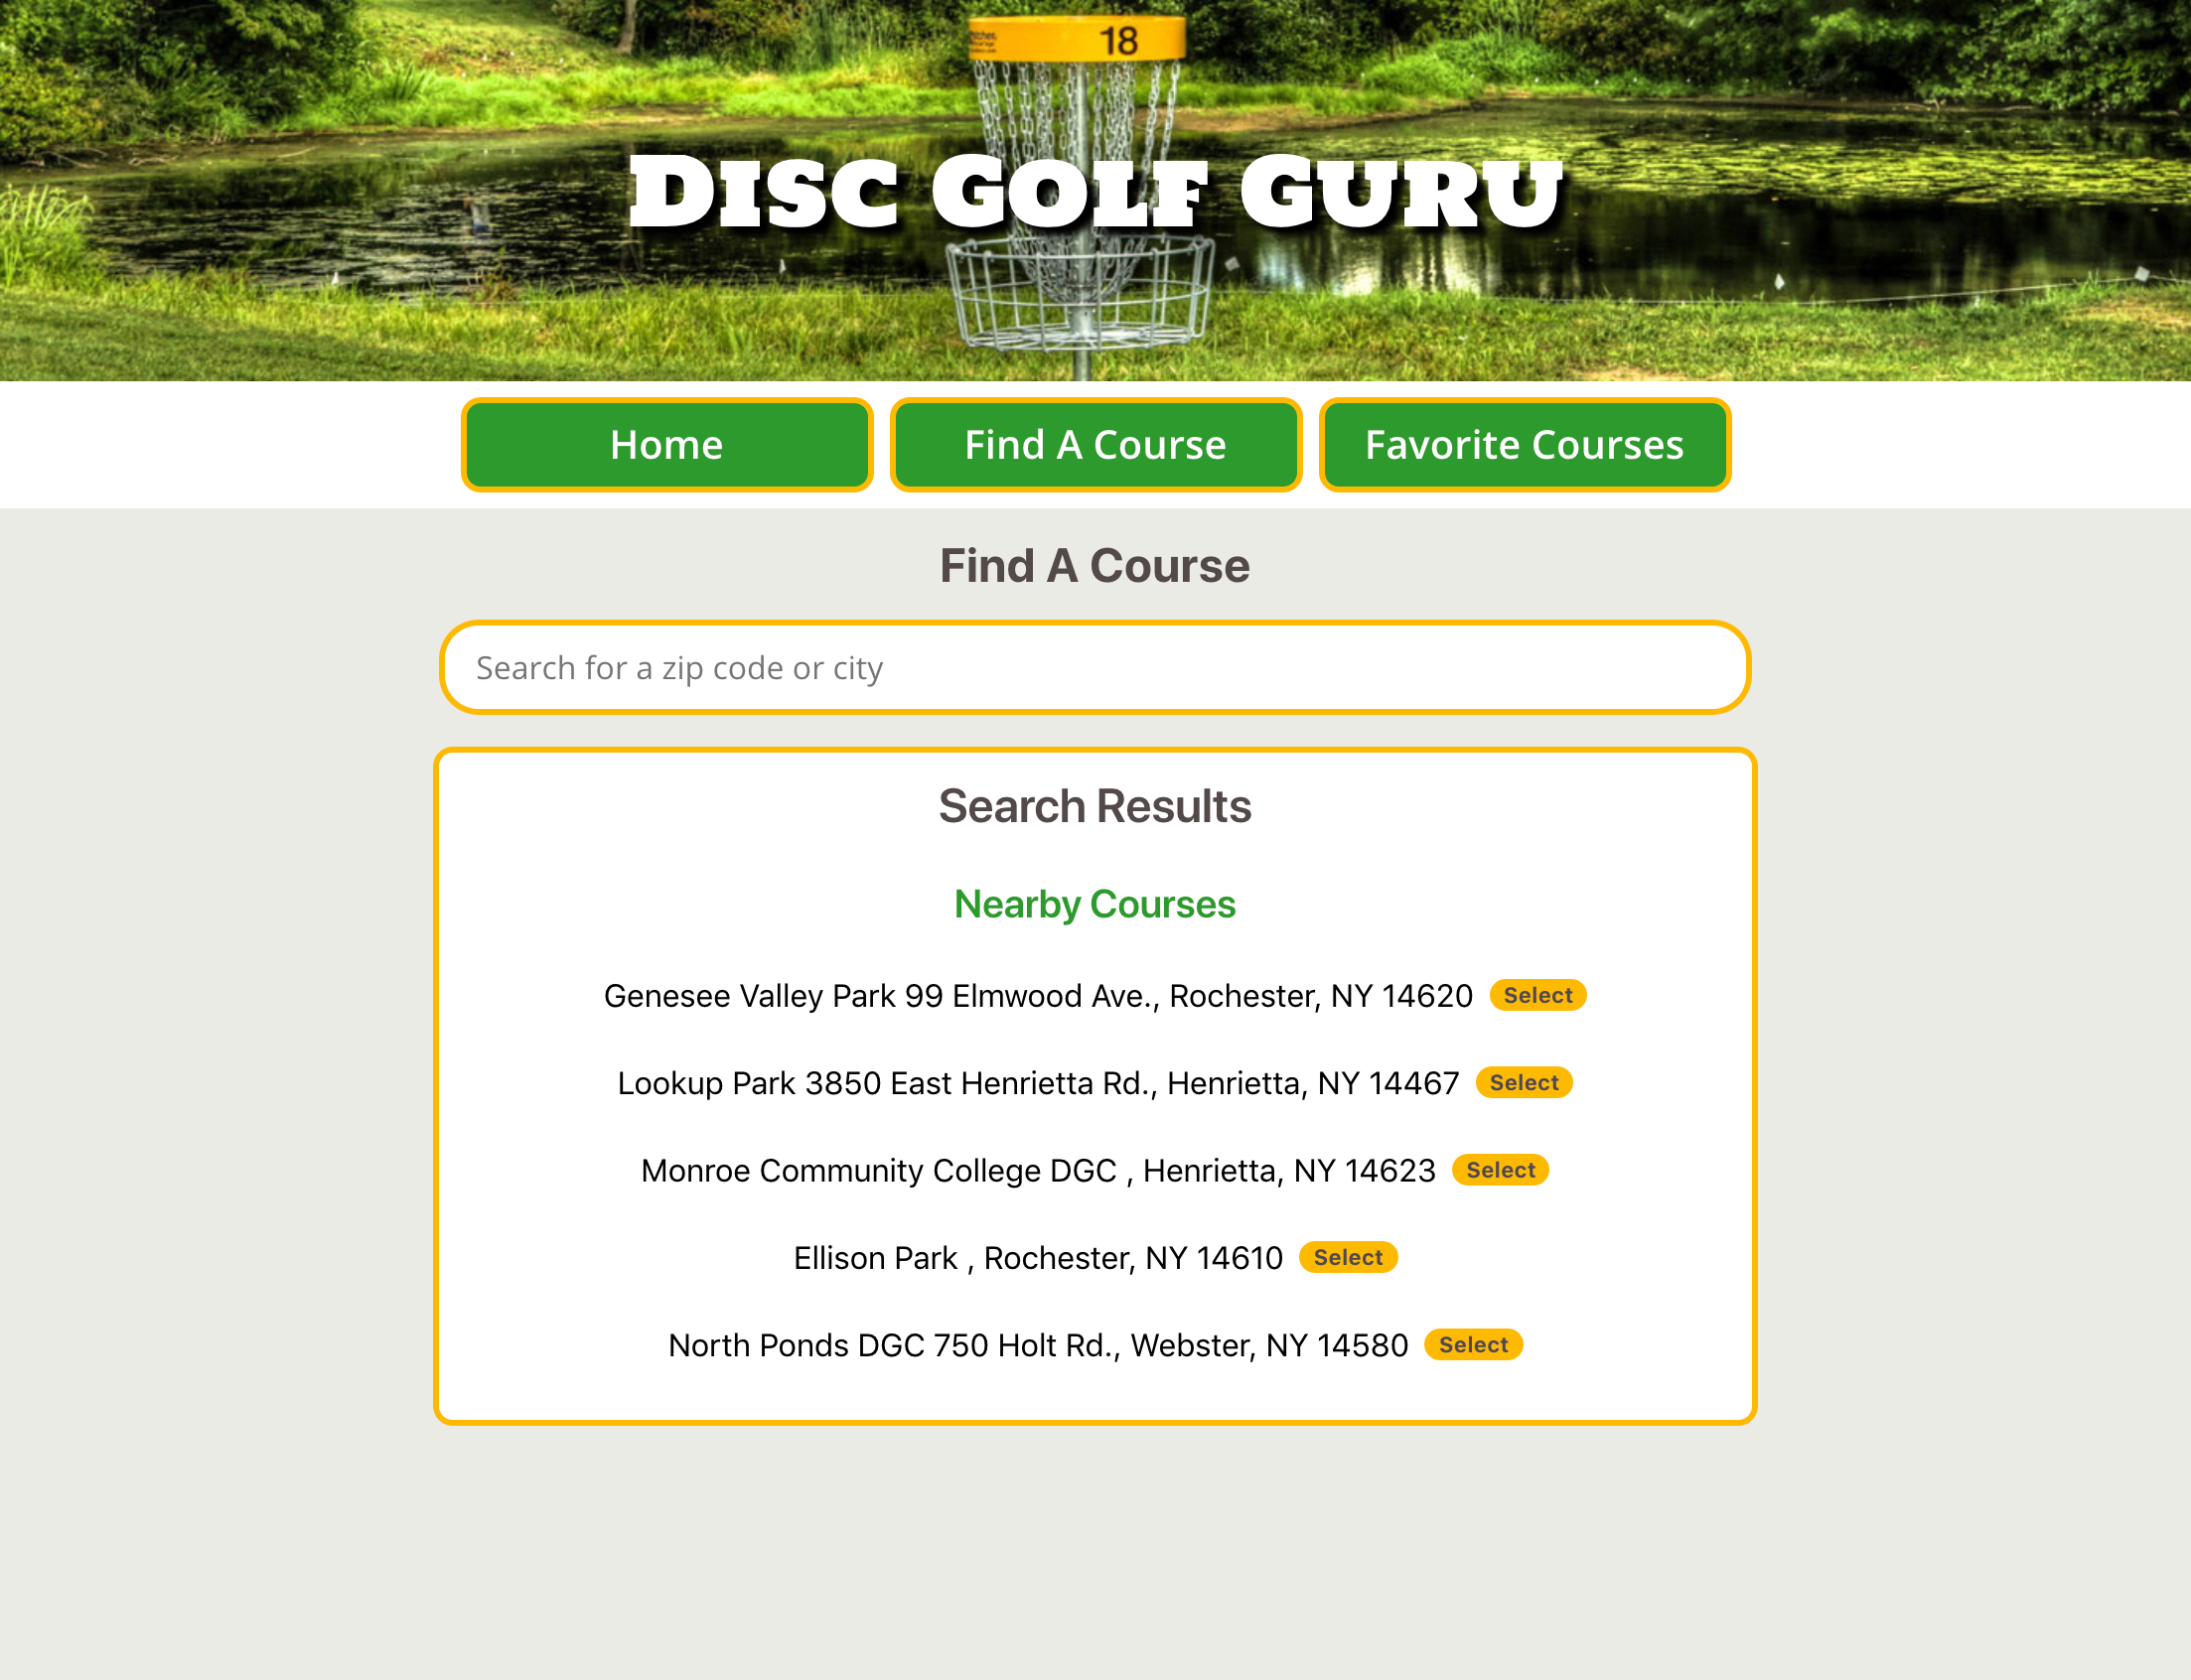 18
Disc Golf Guru
Home
Find A Course
Favorite Courses
Find A Course
Search for a zip code or city
Search Results
Nearby Courses
Genesee Valley Park 99 Elmwood Ave., Rochester, NY 14620 Select
Lookup Park 3850 East Henrietta Rd., Henrietta, NY 14467 Select
Monroe Community College DGC , Henrietta, NY 14623 Select
Ellison Park , Rochester, NY 14610 Select
North Ponds DGC 750 Holt Rd., Webster, NY 14580 Select